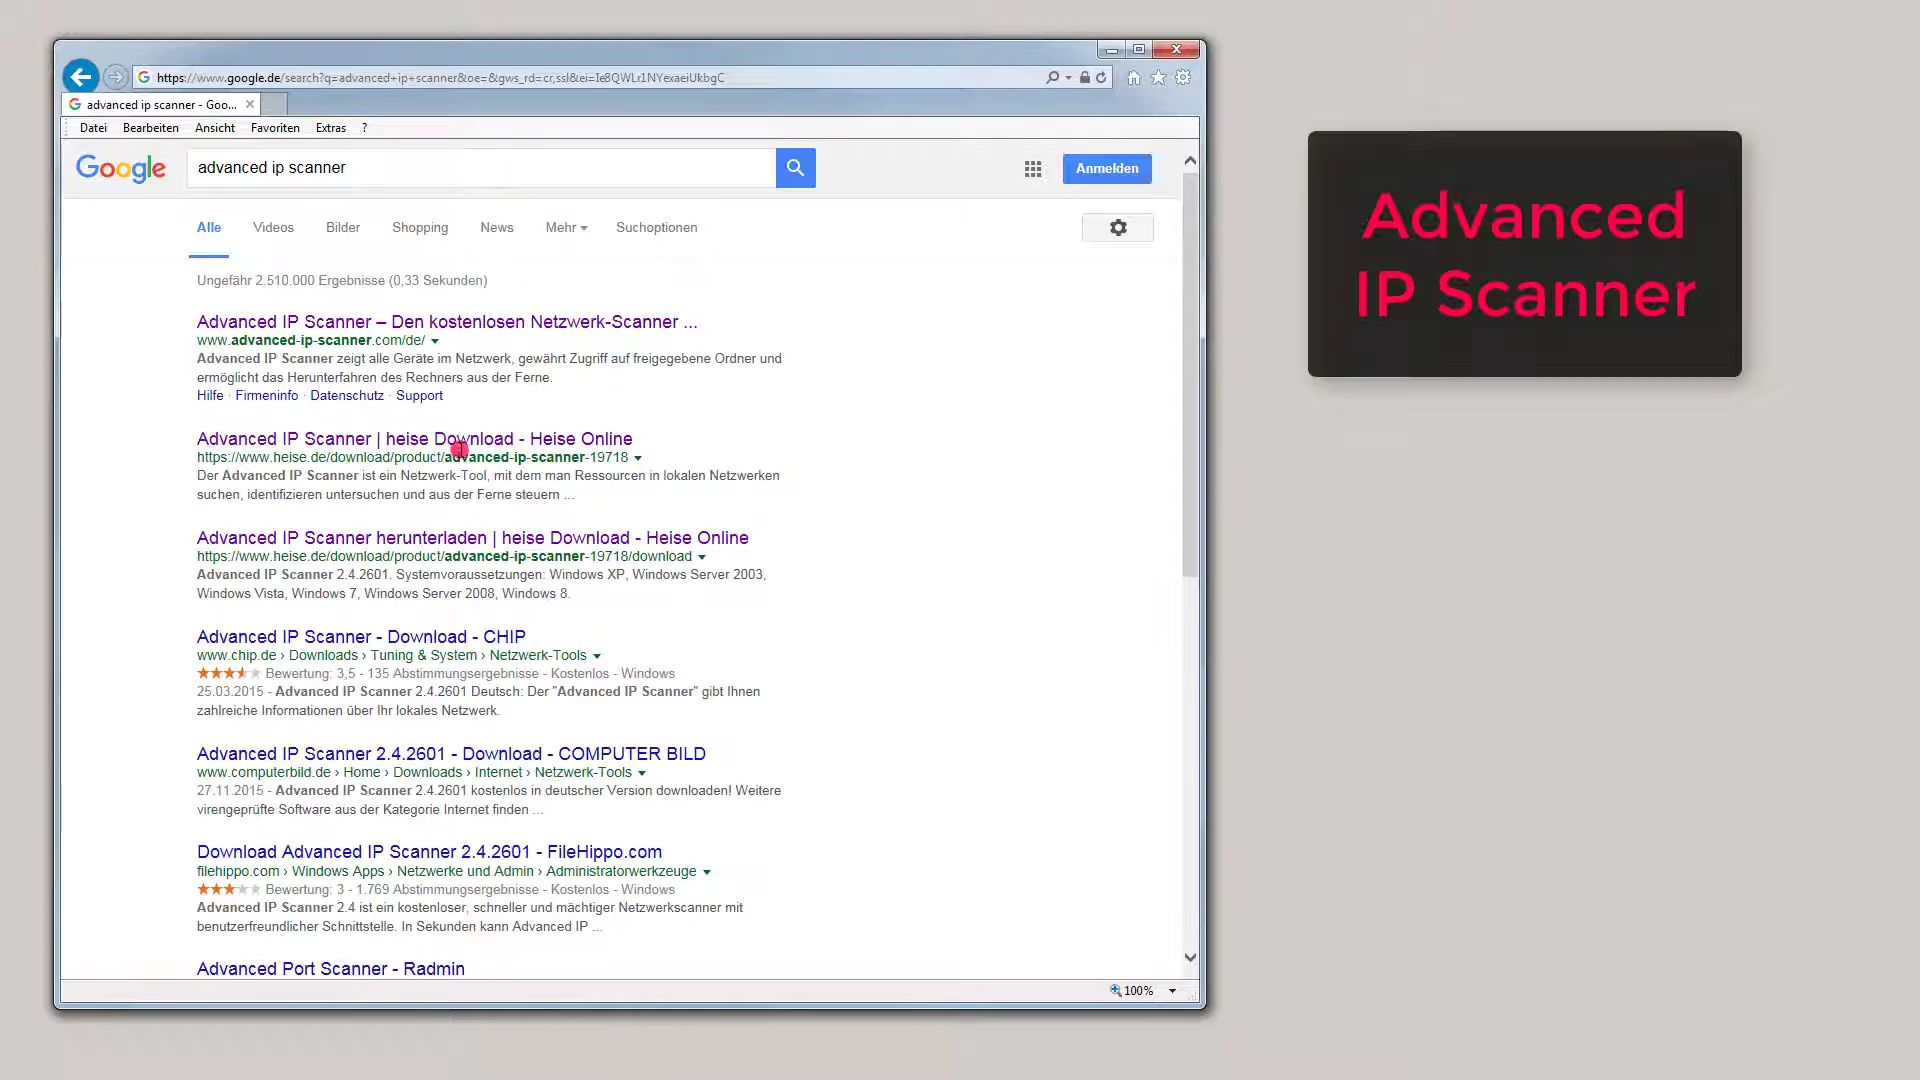 https://www.google.de/search?q=advanced+ip+scanner&oe=&gws_rd=cr,ssl&ei=Ie8QWLr1NYexaejUkbgC
advanced ip scanner - Goo...
Datei Bearbeiten Ansicht Favoriten Extras ?
Google
advanced ip scanner
Anmelden
Alle Videos Bilder Shopping News Mehr Suchoptionen
Ungefähr 2.510.000 Ergebnisse (0,33 Sekunden)
Advanced IP Scanner – Den kostenlosen Netzwerk-Scanner ...
www.advanced-ip-scanner.com/de/
Advanced IP Scanner zeigt alle Geräte im Netzwerk, gewährt Zugriff auf freigegebene Ordner und
ermöglicht das Herunterfahren des Rechners aus der Ferne.
Hilfe · Firmeninfo · Datenschutz · Support
Advanced IP Scanner | heise Download - Heise Online
https://www.heise.de/download/product/advanced-ip-scanner-19718
Der Advanced IP Scanner ist ein Netzwerk-Tool, mit dem man Ressourcen in lokalen Netzwerken
suchen, identifizieren untersuchen und aus der Ferne steuern ...
Advanced IP Scanner herunterladen | heise Download - Heise Online
https://www.heise.de/download/product/advanced-ip-scanner-19718/download
Advanced IP Scanner 2.4.2601. Systemvoraussetzungen: Windows XP, Windows Server 2003,
Windows Vista, Windows 7, Windows Server 2008, Windows 8.
Advanced IP Scanner - Download - CHIP
www.chip.de › Downloads › Tuning & System › Netzwerk-Tools
Bewertung: 3,5 - 135 Abstimmungsergebnisse - Kostenlos - Windows
25.03.2015 - Advanced IP Scanner 2.4.2601 Deutsch: Der "Advanced IP Scanner" gibt Ihnen
zahlreiche Informationen über Ihr lokales Netzwerk.
Advanced IP Scanner 2.4.2601 - Download - COMPUTER BILD
www.computerbild.de › Home › Downloads › Internet › Netzwerk-Tools
27.11.2015 - Advanced IP Scanner 2.4.2601 kostenlos in deutscher Version downloaden! Weitere
virengeprüfte Software aus der Kategorie Internet finden ...
Download Advanced IP Scanner 2.4.2601 - FileHippo.com
filehippo.com › Windows Apps › Netzwerke und Admin › Administratorwerkzeuge
Bewertung: 3 - 1.769 Abstimmungsergebnisse - Kostenlos - Windows
Advanced IP Scanner 2.4 ist ein kostenloser, schneller und mächtiger Netzwerkscanner mit
benutzerfreundlicher Schnittstelle. In Sekunden kann Advanced IP ...
Advanced Port Scanner - Radmin
100%
Advanced
IP Scanner